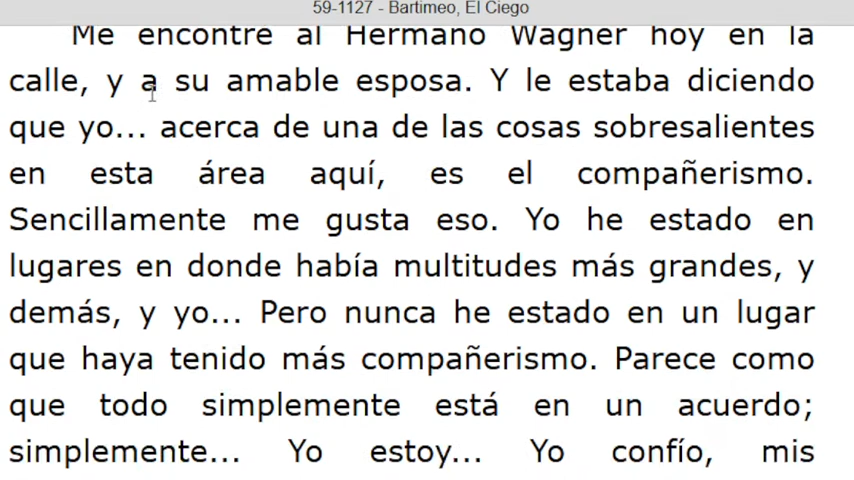 59-1127 - Bartimeo, El Ciego
Me encontré al Hermano Wagner hoy en la
calle, y a su amable esposa. Y le estaba diciendo
que yo... acerca de una de las cosas sobresalientes
en esta área aquí, es el compañerismo.
Sencillamente me gusta eso. Yo he estado en
lugares en donde había multitudes más grandes, y
demás, y yo... Pero nunca he estado en un lugar
que haya tenido más compañerismo. Parece como
que todo simplemente está en un acuerdo;
simplemente... Yo estoy... Yo confío, mis